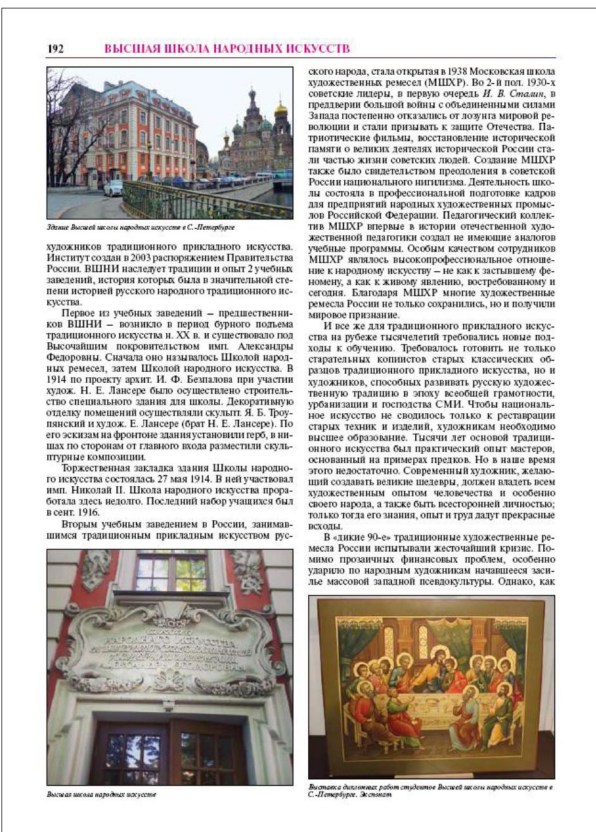 192
ВЫСШАЯ ШКОЛА НАРОДНЫХ ИСКУССТВ
Здание Высшей школы народных искусств в С.-Петербурге
художников традиционного прикладного искусства.
Институт создан в 2003 распоряжением Правительства
России. ВШНИ наследует традиции и опыт 2 учебных
заведений, история которых была в значительной сте-
пени историей русского народного традиционного ис-
кусства.
Первое из учебных заведений – предшественни-
ков ВШНИ – возникло в период бурного подъема
традиционного искусства н. XX в. и существовало под
Высочайшим покровительством имп. Александры
Федоровны. Сначала оно называлось Школой народ-
ных ремесел, затем Школой народного искусства. В
1914 по проекту архит. И. Ф. Безпалова при участии
худож. Н. Е. Лансере было осуществлено строитель-
ство специального здания для школы. Декоративную
отделку помещений осуществляли скульпт. Я. Б. Троу-
пянский и худож. Е. Лансере (брат Н. Е. Лансере). По
его эскизам на фронтоне здания установили герб, в ни-
шах по сторонам от главного входа разместили скуль-
птурные композиции.
Торжественная закладка здания Школы народно-
го искусства состоялась 27 мая 1914. В ней участвовал
имп. Николай II. Школа народного искусства прора-
ботала здесь недолго. Последний набор учащихся был
в сент. 1916.
Вторым учебным заведением в России, занимав-
шимся традиционным прикладным искусством рус-
НАРОДНАГО ИСКУССТВА
Высшая школа народных искусств
ского народа, стала открытая в 1938 Московская школа
художественных ремесел (МШХР). Во 2-й пол. 1930-х
советские лидеры, в первую очередь И. В. Сталин, в
преддверии большой войны с объединенными силами
Запада постепенно отказались от лозунга мировой ре-
волюции и стали призывать к защите Отечества. Па-
триотические фильмы, восстановление исторической
памяти о великих деятелях исторической России ста-
ли частью жизни советских людей. Создание МШХР
также было свидетельством преодоления в советской
России национального нигилизма. Деятельность шко-
лы состояла в профессиональной подготовке кадров
для предприятий народных художественных промыс-
лов Российской Федерации. Педагогический коллек-
тив МШХР впервые в истории отечественной худо-
жественной педагогики создал не имеющие аналогов
учебные программы. Особым качеством сотрудников
МШХР являлось высокопрофессиональное отноше-
ние к народному искусству – не как к застывшему фе-
номену, а как к живому явлению, востребованному и
сегодня. Благодаря МШХР многие художественные
ремесла России не только сохранились, но и получили
мировое признание.
И все же для традиционного прикладного искус-
ства на рубеже тысячелетий требовались новые под-
ходы к обучению. Требовалось готовить не только
старательных копиистов старых классических об-
разцов традиционного прикладного искусства, но и
художников, способных развивать русскую художес-
твенную традицию в эпоху всеобщей грамотности,
урбанизации и господства СМИ. Чтобы националь-
ное искусство не сводилось только к реставрации
старых техник и изделий, художникам необходимо
высшее образование. Тысячи лет основой традици-
онного искусства был практический опыт мастеров,
основанный на примерах предков. Но в наше время
этого недостаточно. Современный художник, желаю-
щий создавать великие шедевры, должен владеть всем
художественным опытом человечества и особенно
своего народа, а также быть всесторонней личностью;
только тогда его знания, опыт и труд дадут прекрасные
всходы.
В «дикие 90-е» традиционные художественные ре-
месла России испытывали жесточайший кризис. По-
мимо прозаичных финансовых проблем, особенно
ударило по народным художникам начавшееся заси-
лье массовой западной псевдокультуры. Однако, как
Выставка дипломных работ студентов Высшей школы народных искусств в
С.-Петербурге. Экспонат